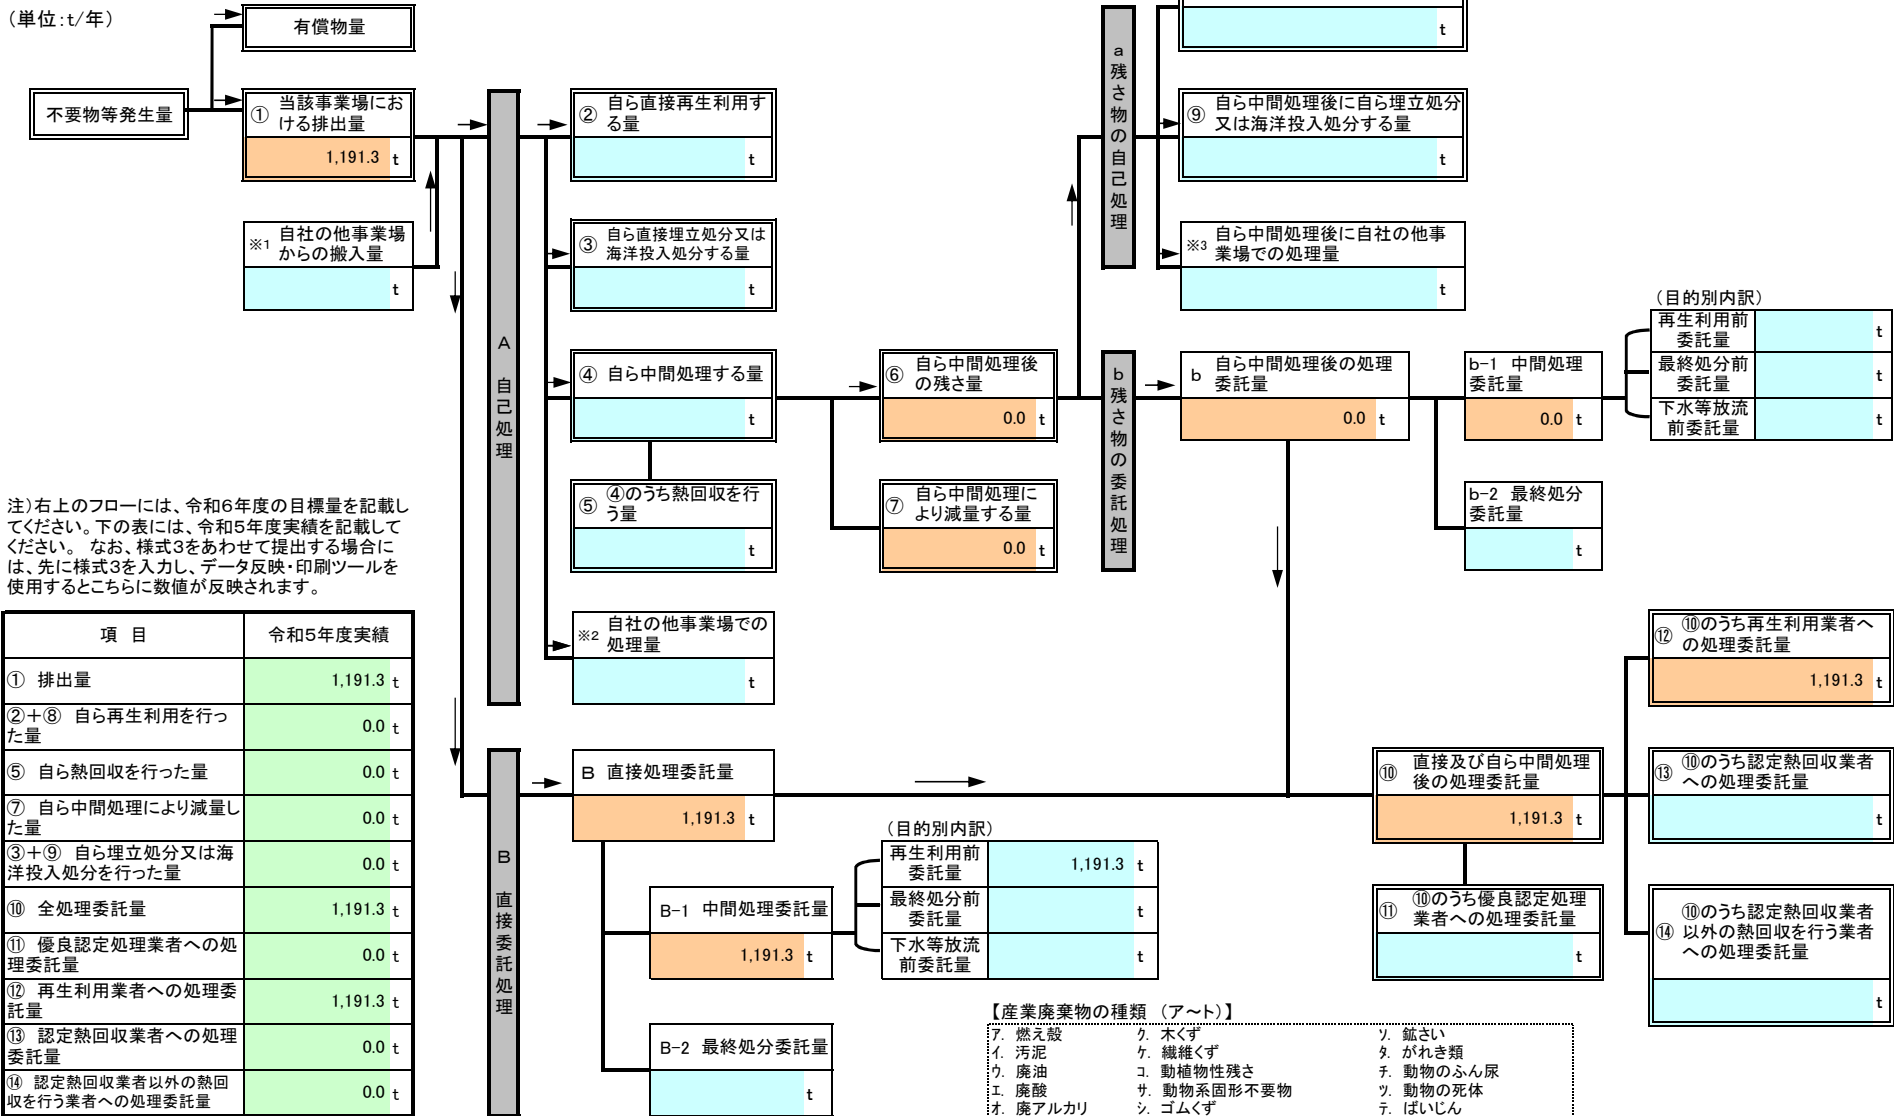 （単位：t/年）
有償物量
不要物等発生量
① 当該事業場にお
ける排出量
1,191.3 t
※1 自社の他事業場
からの搬入量
t
A 自己処理
② 自ら直接再生利用す
る量
t
③ 自ら直接埋立処分又は
海洋投入処分する量
t
④ 自ら中間処理する量
t
⑤ ④のうち熱回収を行
う量
t
※2 自社の他事業場での
処理量
t
⑥ 自ら中間処理後
の残さ量
0.0 t
⑦ 自ら中間処理に
より減量する量
0.0 t
a 残さ物の自己処理
t
⑨ 自ら中間処理後に自ら埋立処分
又は海洋投入処分する量
t
※3 自ら中間処理後に自社の他事
業場での処理量
t
b 残さ物の委託処理
b 自ら中間処理後の処理
委託量
0.0 t
b-1 中間処理
委託量
0.0 t
（目的別内訳）
再生利用前
委託量
t
最終処分前
委託量
t
下水等放流
前委託量
t
b-2 最終処分
委託量
t
注）右上のフローには、令和６年度の目標量を記載し
てください。下の表には、令和５年度実績を記載して
ください。 なお、様式３をあわせて提出する場合に
は、先に様式３を入力し、データ反映・印刷ツールを
使用するとこちらに数値が反映されます。
項 目 令和５年度実績
① 排出量 1,191.3 t
②＋⑧ 自ら再生利用を行っ
た量 0.0 t
⑤ 自ら熱回収を行った量 0.0 t
⑦ 自ら中間処理により減量し
た量 0.0 t
③＋⑨ 自ら埋立処分又は海
洋投入処分を行った量 0.0 t
⑩ 全処理委託量 1,191.3 t
⑪ 優良認定処理業者への処
理委託量 0.0 t
⑫ 再生利用業者への処理委
託量 1,191.3 t
⑬ 認定熱回収業者への処理
委託量 0.0 t
⑭ 認定熱回収業者以外の熱回
収を行う業者への処理委託量 0.0 t
B 直接委託処理
B 直接処理委託量
1,191.3 t
B-1 中間処理委託量
1,191.3 t
（目的別内訳）
再生利用前
委託量
1,191.3 t
最終処分前
委託量
t
下水等放流
前委託量
t
B-2 最終処分委託量
t
⑩ 直接及び自ら中間処理
後の処理委託量
1,191.3 t
⑪ ⑩のうち優良認定処理
業者への処理委託量
t
⑫ ⑩のうち再生利用業者へ
の処理委託量
1,191.3 t
⑬ ⑩のうち認定熱回収業者
への処理委託量
t
⑭ ⑩のうち認定熱回収業者
以外の熱回収を行う業者
への処理委託量
t
【産業廃棄物の種類 （ア～ト）】
ア. 燃え殻 ク. 木くず ソ. 鉱さい
イ. 汚泥 ケ. 繊維くず タ. がれき類
ウ. 廃油 コ. 動植物性残さ チ. 動物のふん尿
エ. 廃酸 サ. 動物系固形不要物 ツ. 動物の死体
オ. 廃アルカリ シ. ゴムくず テ. ばいじん